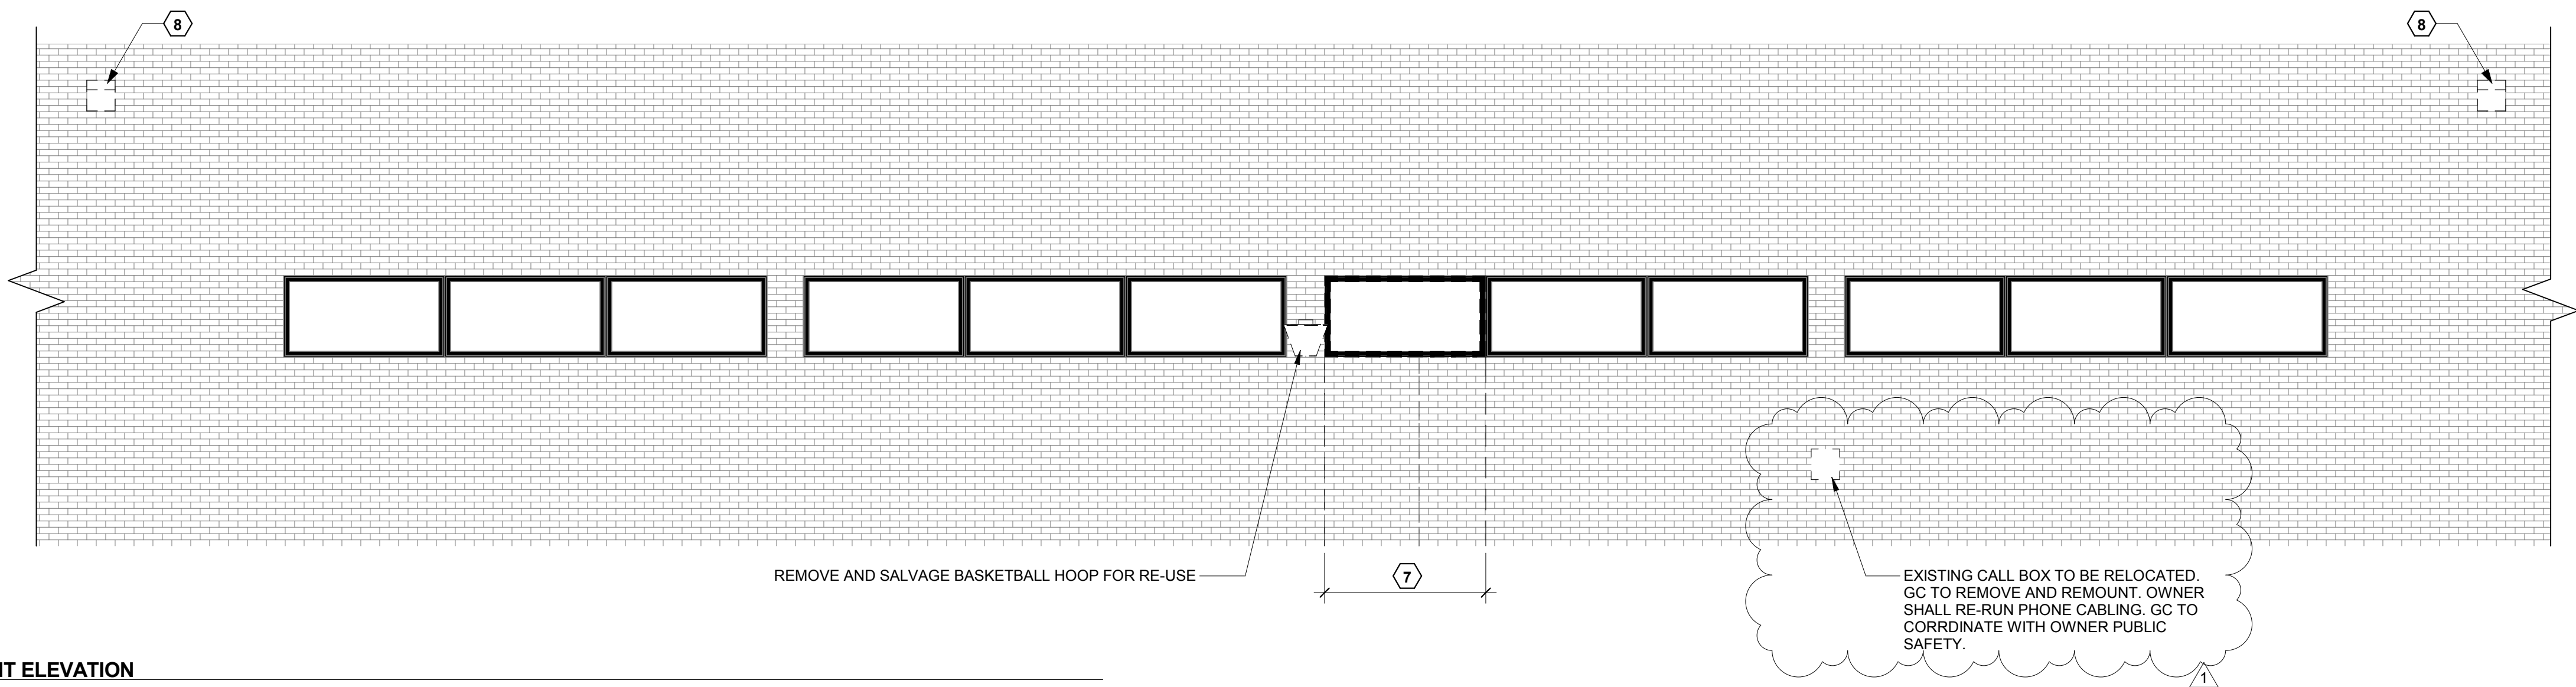 8
8
REMOVE AND SALVAGE BASKETBALL HOOP FOR RE-USE
7
EXISTING CALL BOX TO BE RELOCATED.
GC TO REMOVE AND REMOUNT. OWNER
SHALL RE-RUN PHONE CABLING. GC TO
CORRDINATE WITH OWNER PUBLIC
SAFETY.
1
ELEVATION